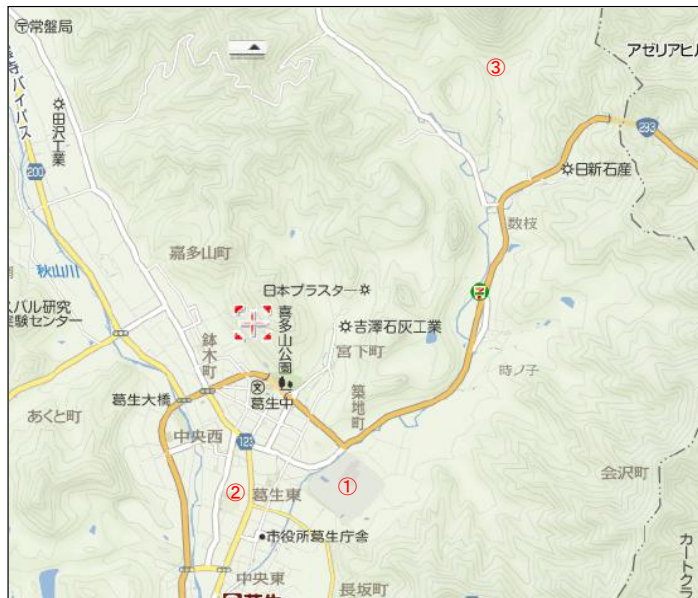 〒常盤局
アゼリアヒル
③
寺バイパス
田沢工業
293
日新石産
200
数枝
嘉多山町
秋山川
日本プラスター
スバル研究
実験センター
吉澤石灰工業
喜多山公園
宮下町
鉢木町
時ノ子
築地町
葛生大橋
葛生中
あくと町
中央西
123
会沢町
①
②
葛生東
市役所葛生庁舎
カートクラ
中央東
長坂町
葛生